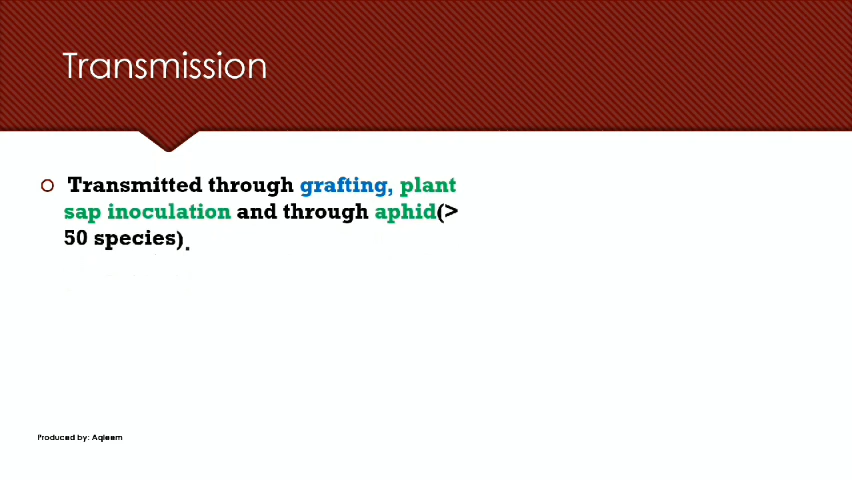 Transmission
Transmitted through grafting, plant
sap inoculation and through aphid(>
50 species).
Produced by: Aqleem